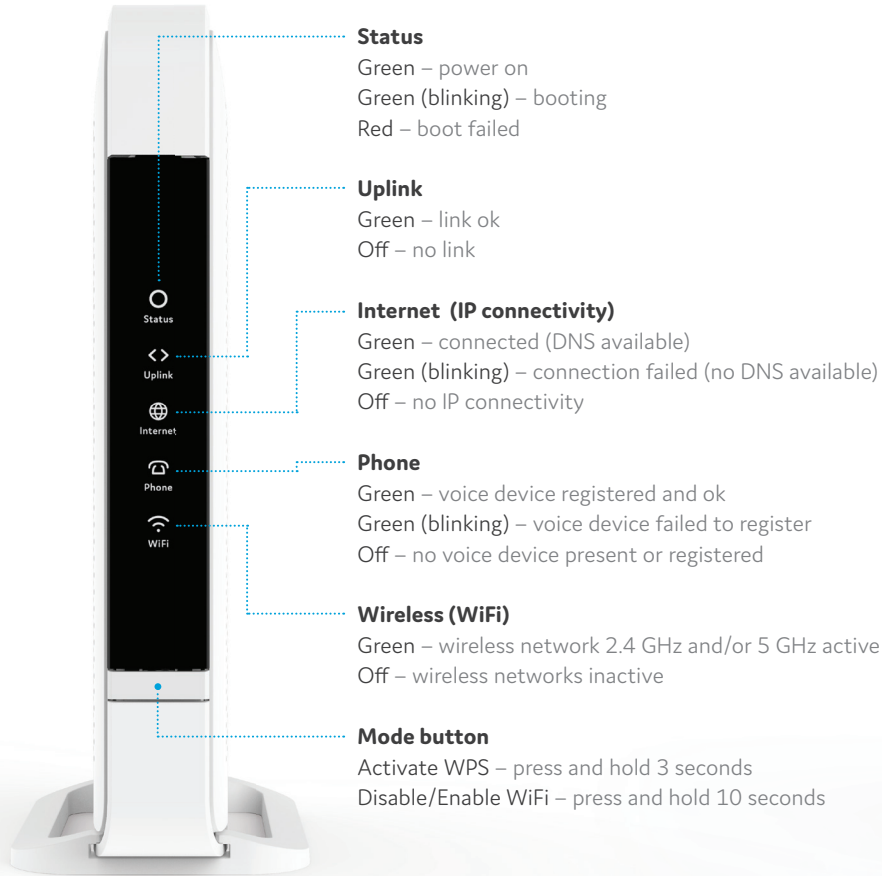 Status
Green – power on
Green (blinking) – booting
Red – boot failed
Uplink
Green – link ok
Off – no link
Internet (IP connectivity)
Green – connected (DNS available)
Green (blinking) – connection failed (no DNS available)
Off – no IP connectivity
Phone
Green – voice device registered and ok
Green (blinking) – voice device failed to register
Off – no voice device present or registered
Wireless (WiFi)
Green – wireless network 2.4 GHz and/or 5 GHz active
Off – wireless networks inactive
Mode button
Activate WPS – press and hold 3 seconds
Disable/Enable WiFi – press and hold 10 seconds
Status
Uplink
Internet
Phone
WiFi